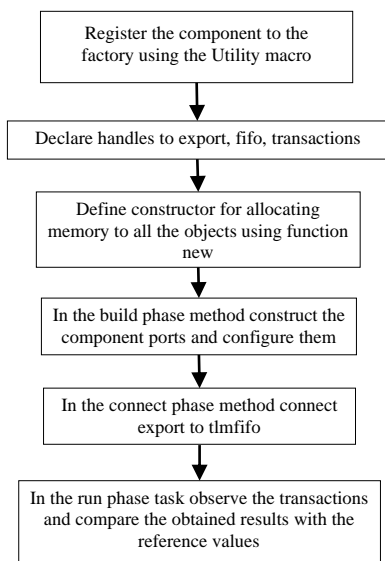 Register the component to the
factory using the Utility macro
Declare handles to export, fifo, transactions
Define constructor for allocating
memory to all the objects using function
new
In the build phase method construct the
component ports and configure them
In the connect phase method connect
export to tlmfifo
In the run phase task observe the transactions
and compare the obtained results with the
reference values